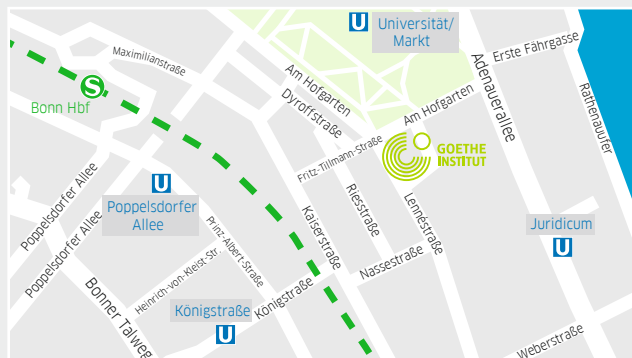 U
Universität/
Markt
Erste Fährgasse
Maximilianstraße
S
Bonn Hbf
Am Hofgarten
Dyroffstraße
Am Hofgarten
Adenauerallee
Rathenauufer
Fritz-Tillmann-Straße
GOETHE
INSTITUT
U
Poppelsdorfer
Allee
Poppelsdorfer Allee
Poppelsdorfer Allee
Prinz-Albert-Straße
Kaiserstraße
Riesstraße
Lennéstraße
Juridicum
U
Heinrich-von-Kleist-Str.
Nassestraße
Bonner Talweg
Königstraße
U
Königstraße
Weberstraße